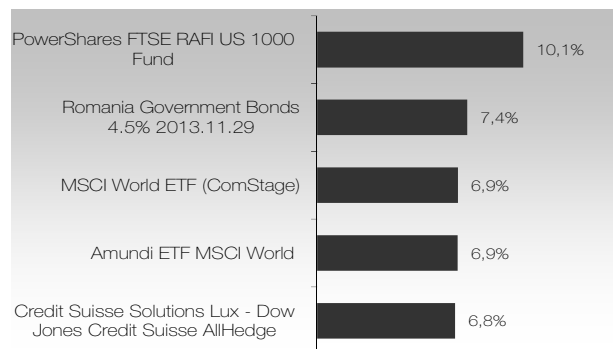 PowerShares FTSE RAFI US 1000
Fund
10,1%
Romania Government Bonds
4.5% 2013.11.29
7,4%
MSCI World ETF (ComStage)
6,9%
Amundi ETF MSCI World
6,9%
Credit Suisse Solutions Lux - Dow
Jones Credit Suisse AllHedge
6,8%